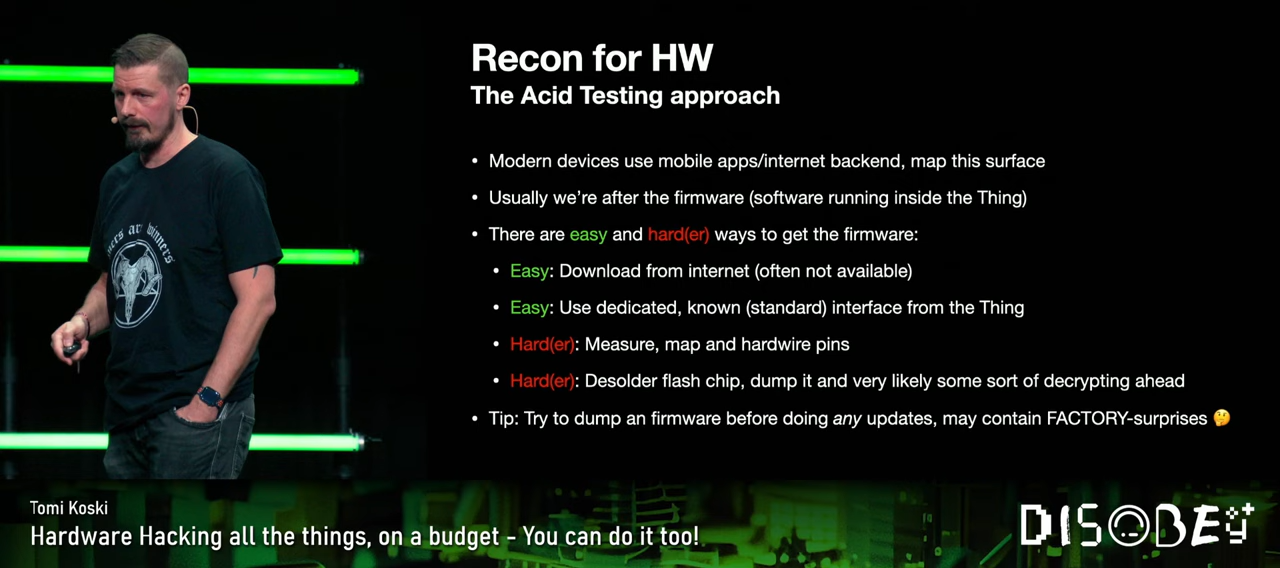 Recon for HW
The Acid Testing approach
• Modern devices use mobile apps/internet backend, map this surface
• Usually we're after the firmware (software running inside the Thing)
• There are easy and hard(er) ways to get the firmware:
• Easy: Download from internet (often not available)
• Easy: Use dedicated, known (standard) interface from the Thing
• Hard(er): Measure, map and hardwire pins
• Hard(er): Desolder flash chip, dump it and very likely some sort of decrypting ahead
• Tip: Try to dump an firmware before doing any updates, may contain FACTORY-surprises 🤔
winners
Tomi Koski
Hardware Hacking all the things, on a budget - You can do it too!
DISOBEY